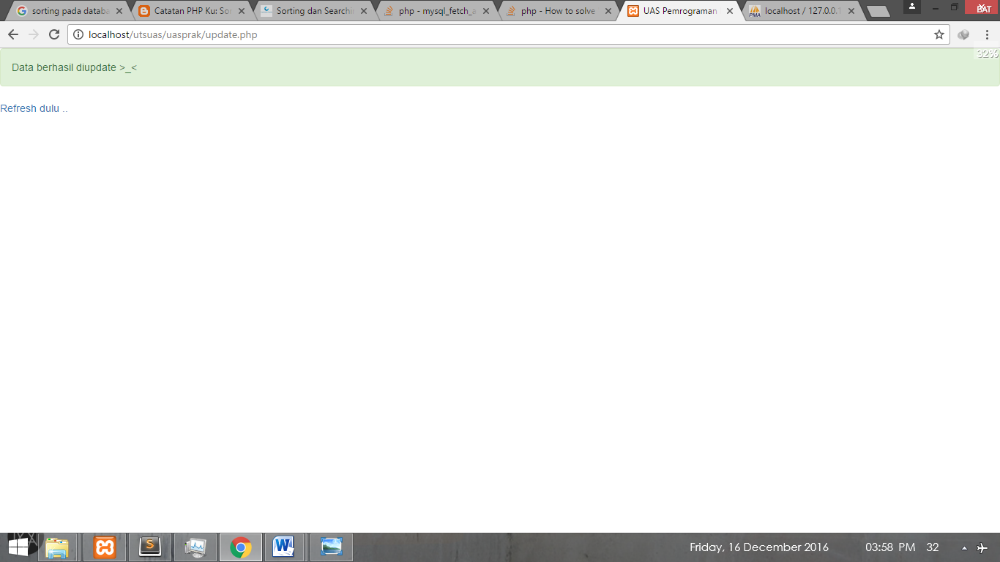 sorting pada databa
Catatan PHP Ku: So
Sorting dan Searchi
php - mysql_fetch_a
php - How to solve
UAS Pemrograman
PMA
localhost / 127.0.0.1
BAT
localhost/utsuas/uasprak/update.php
32%
Data berhasil diupdate >_<
Refresh dulu ..
Friday, 16 December 2016
03:58 PM
32